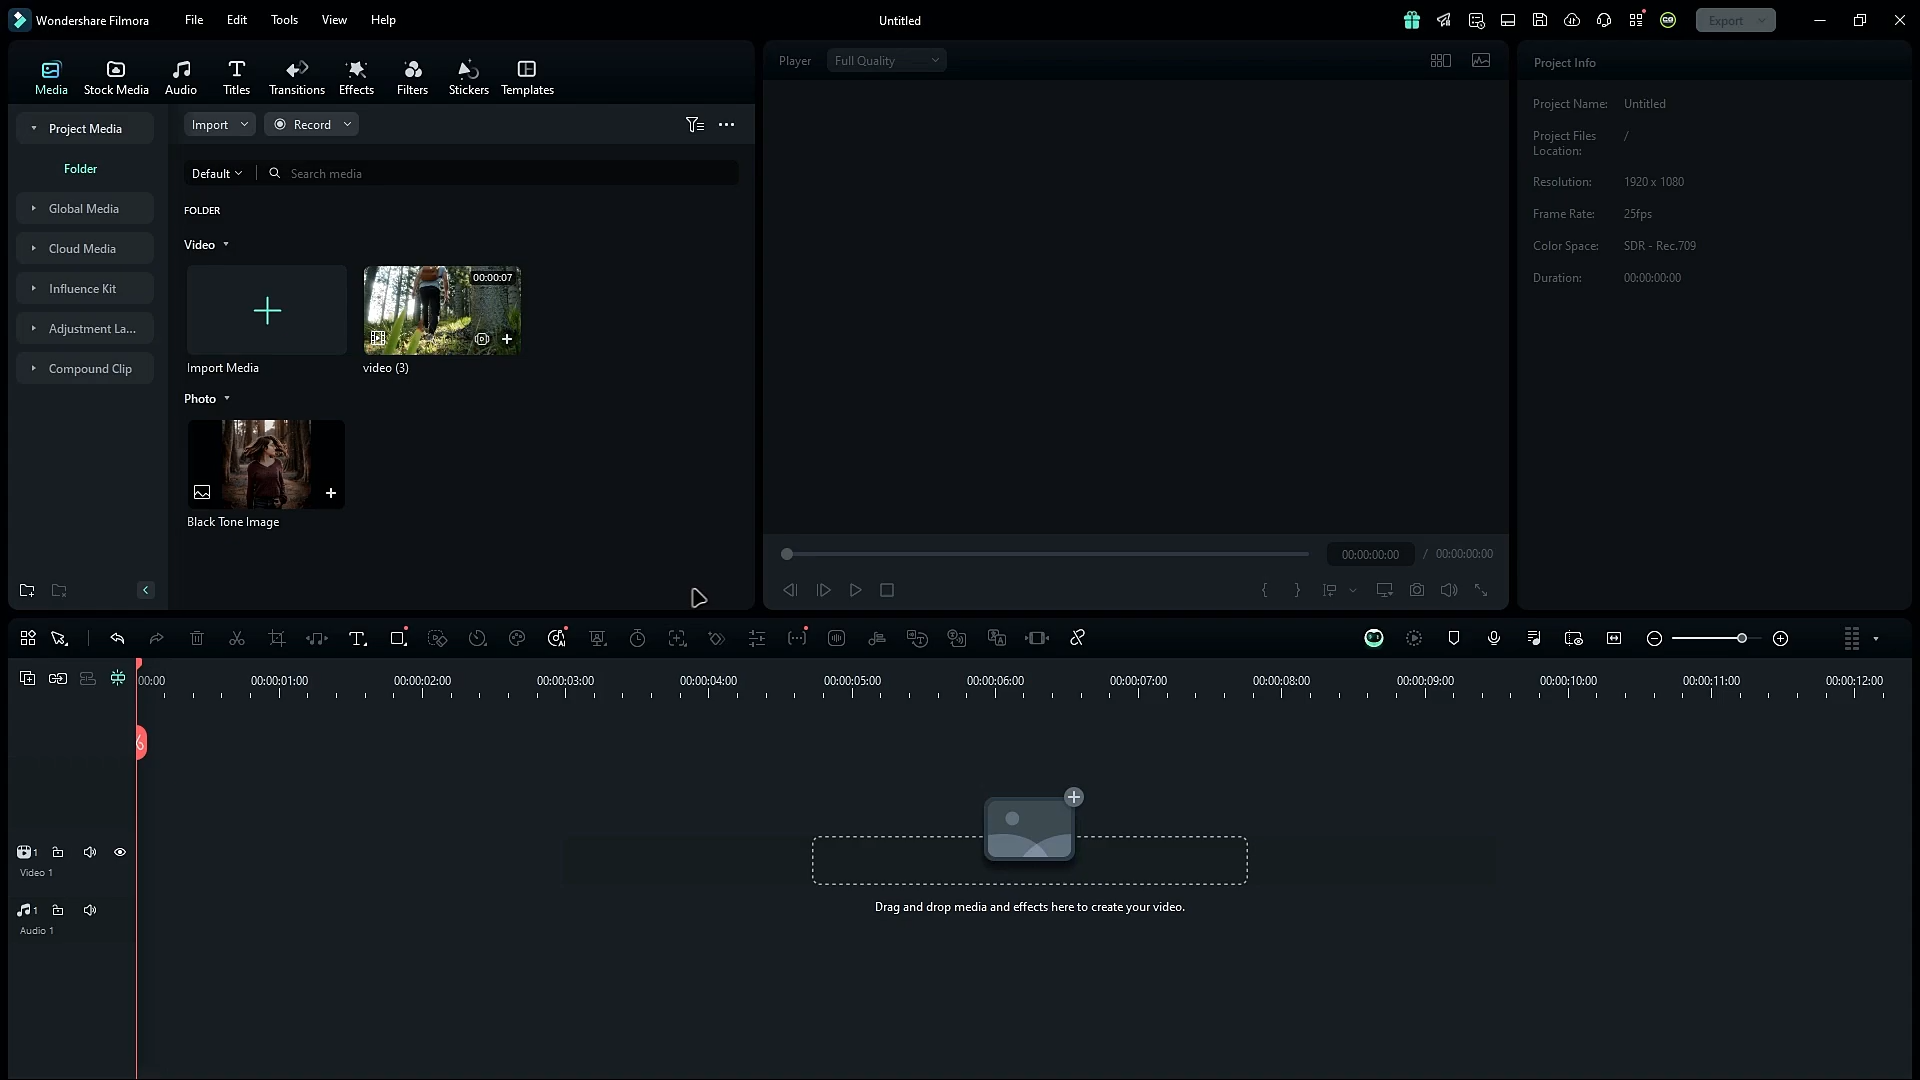 Wondershare Filmora
File
Edit
Tools
View
Help
Untitled
Export
Media
Stock Media
Audio
Titles
Transitions
Effects
Filters
Stickers
Templates
Player
Full Quality
Project Info
Project Media
Import
Record
Project Name:
Untitled
Project Files
Location:
/
Folder
Default
Search media
Resolution:
1920 x 1080
Global Media
FOLDER
Frame Rate:
25fps
Cloud Media
Video
Color Space:
SDR - Rec.709
Duration:
00:00:00:00
Influence Kit
00:00:07
Adjustment La...
Compound Clip
Import Media
video (3)
Photo
Black Tone Image
00:00:00:00
/
00:00:00:00
00:00
00:00:01:00
00:00:02:00
00:00:03:00
00:00:04:00
00:00:05:00
00:00:06:00
00:00:07:00
00:00:08:00
00:00:09:00
00:00:10:00
00:00:11:00
00:00:12:00
1
Video 1
Drag and drop media and effects here to create your video.
1
Audio 1